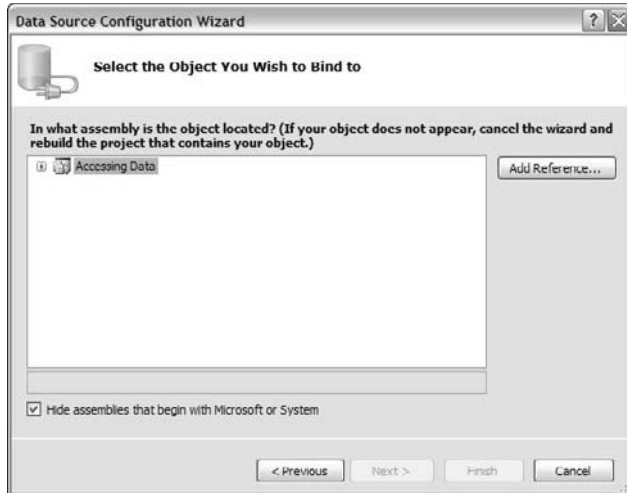 Data Source Configuration Wizard
Select the Object You Wish to Bind to
In what assembly is the object located? (If your object does not appear, cancel the wizard and
rebuild the project that contains your object.)
Accessing Data
Add Reference...
Hide assemblies that begin with Microsoft or System
< Previous
Next >
Finish
Cancel